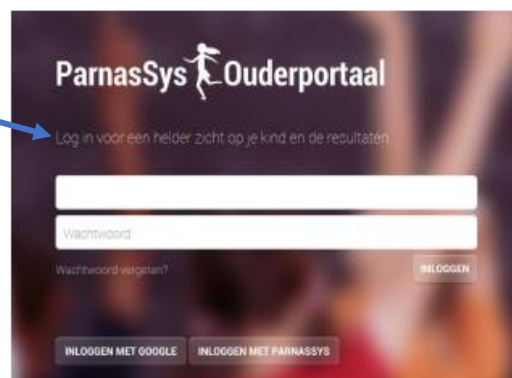 ParnasSys Ouderportaal
Log in voor een helder zicht op je kind en de resultaten
Wachtwoord
Wachtwoord vergeten?
INLOGGEN
INLOGGEN MET GOOGLE
INLOGGEN MET PARNASSYS